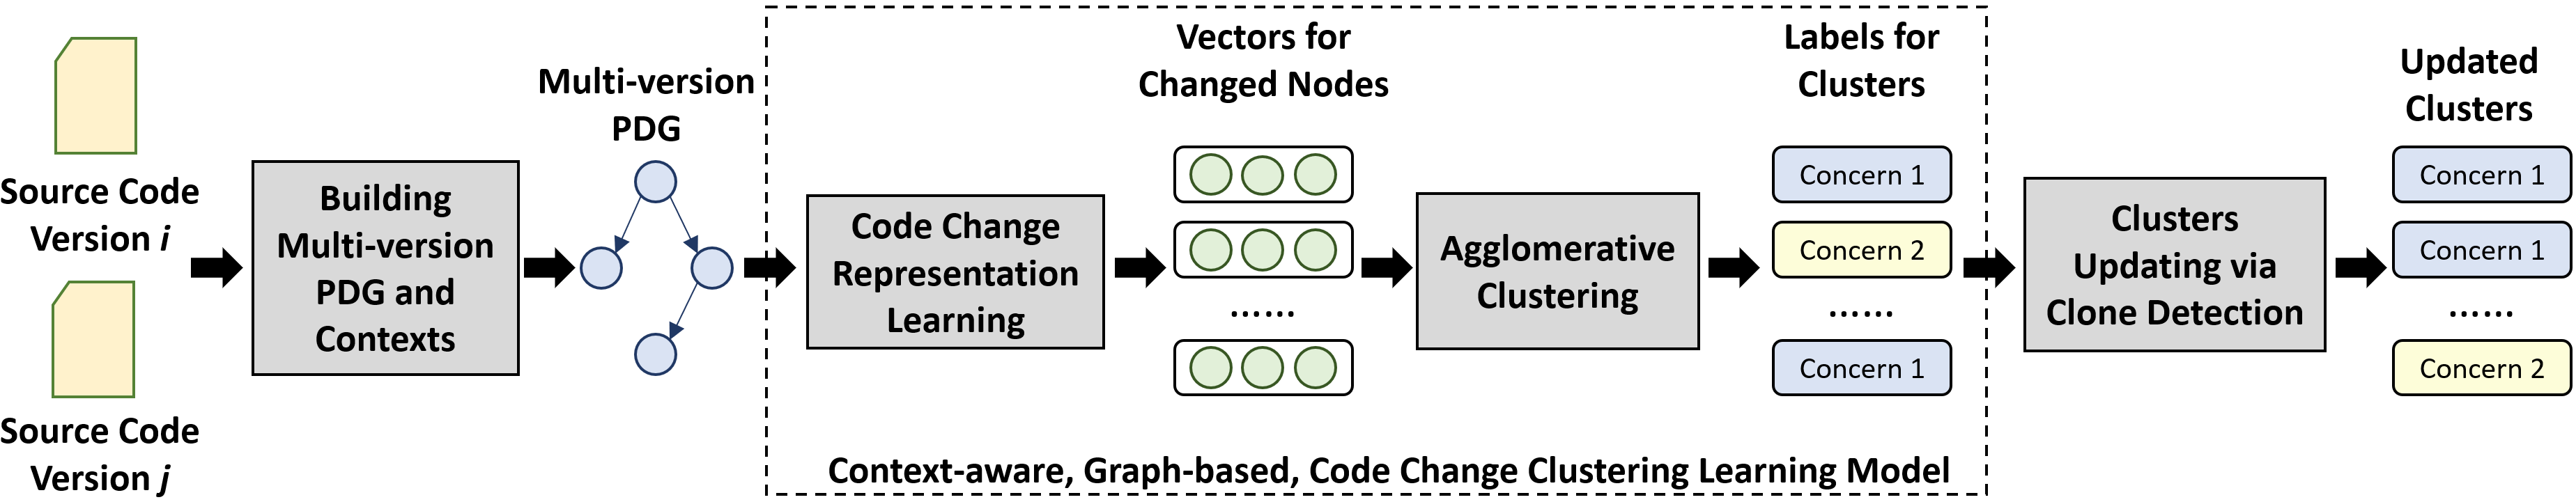 Source Code
Version i
Source Code
Version j
Building
Multi-version
PDG and
Contexts
Multi-version
PDG
Code Change
Representation
Learning
Vectors for
Changed Nodes
......
Agglomerative
Clustering
Labels for
Clusters
Concern 1
Concern 2
......
Concern 1
Context-aware, Graph-based, Code Change Clustering Learning Model
Clusters
Updating via
Clone Detection
Updated
Clusters
Concern 1
Concern 1
......
Concern 2